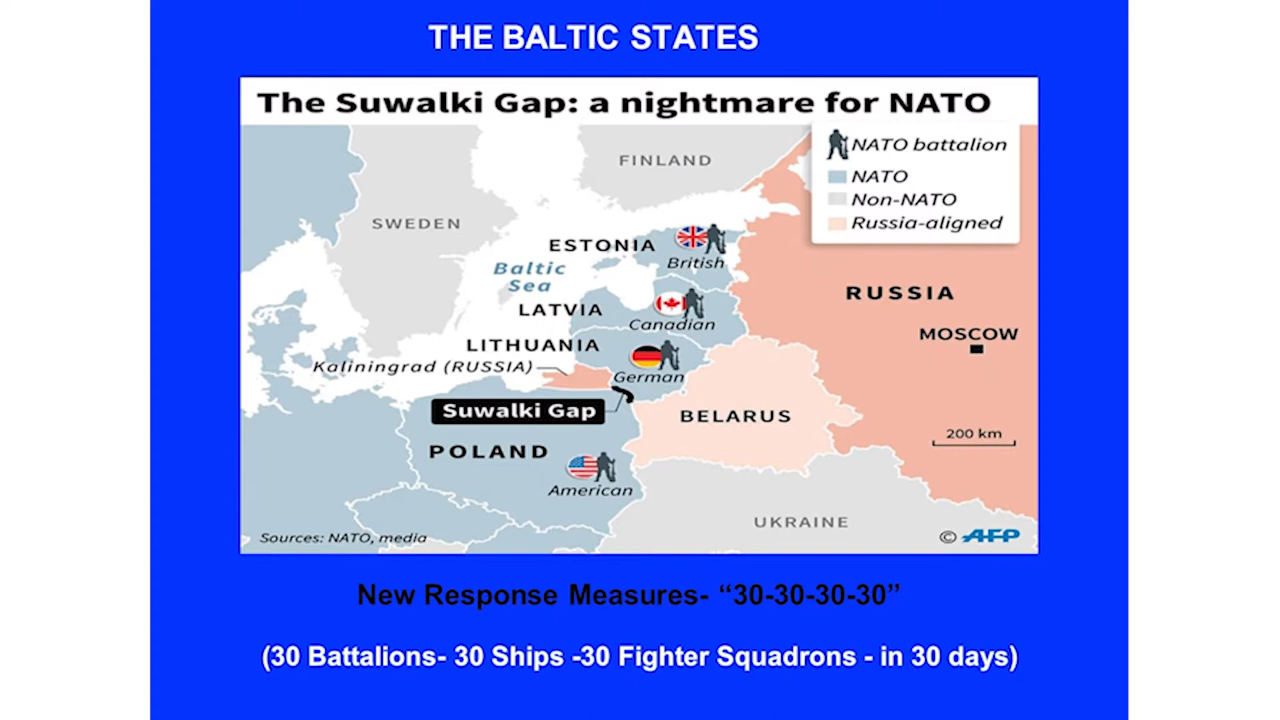 THE BALTIC STATES
The Suwalki Gap: a nightmare for NATO
NATO battalion
NATO
Non-NATO
Russia-aligned
FINLAND
SWEDEN
ESTONIA
British
Baltic
Sea
RUSSIA
LATVIA
Canadian
MOSCOW
LITHUANIA
Kaliningrad (RUSSIA)
German
Suwalki Gap
BELARUS
200 km
POLAND
American
UKRAINE
Sources: NATO, media
© AFP
New Response Measures- “30-30-30-30”
(30 Battalions- 30 Ships -30 Fighter Squadrons - in 30 days)